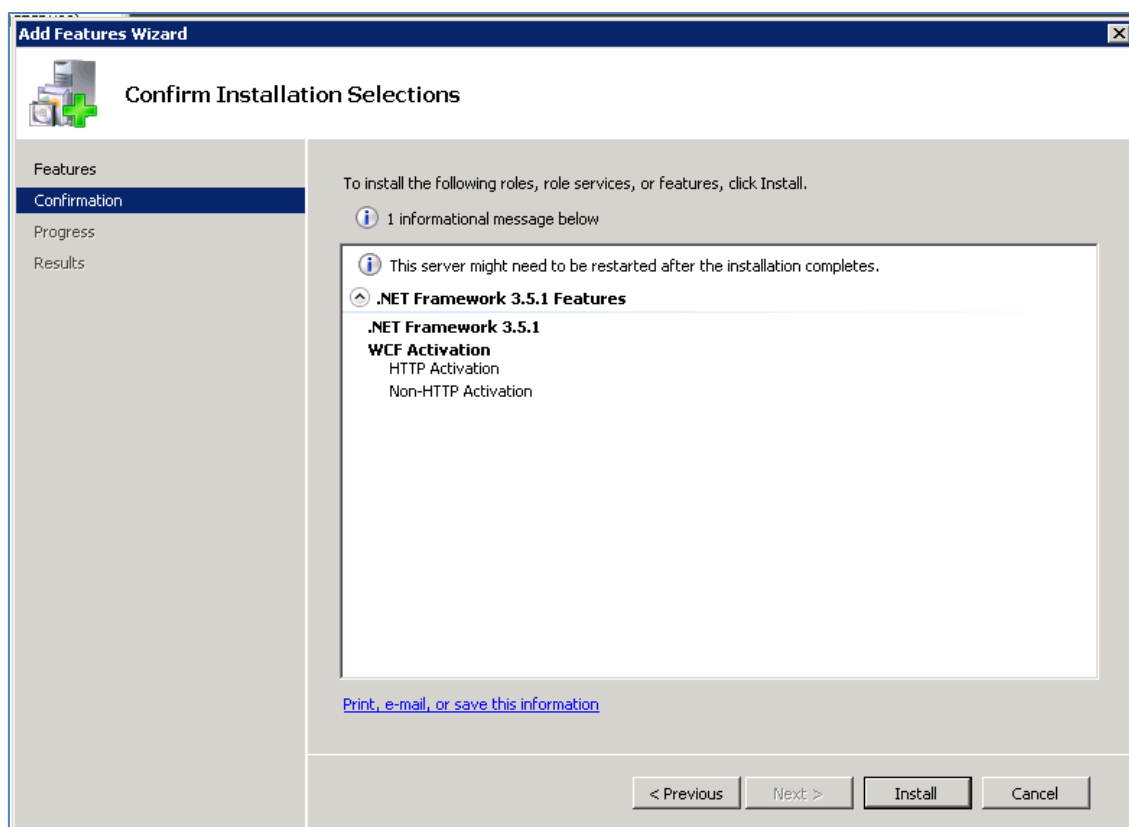 Add Features Wizard
Confirm Installation Selections
Features
Confirmation
Progress
Results
To install the following roles, role services, or features, click Install.
1 informational message below
This server might need to be restarted after the installation completes.
.NET Framework 3.5.1 Features
.NET Framework 3.5.1
WCF Activation
HTTP Activation
Non-HTTP Activation
Print, e-mail, or save this information
< Previous
Next >
Install
Cancel